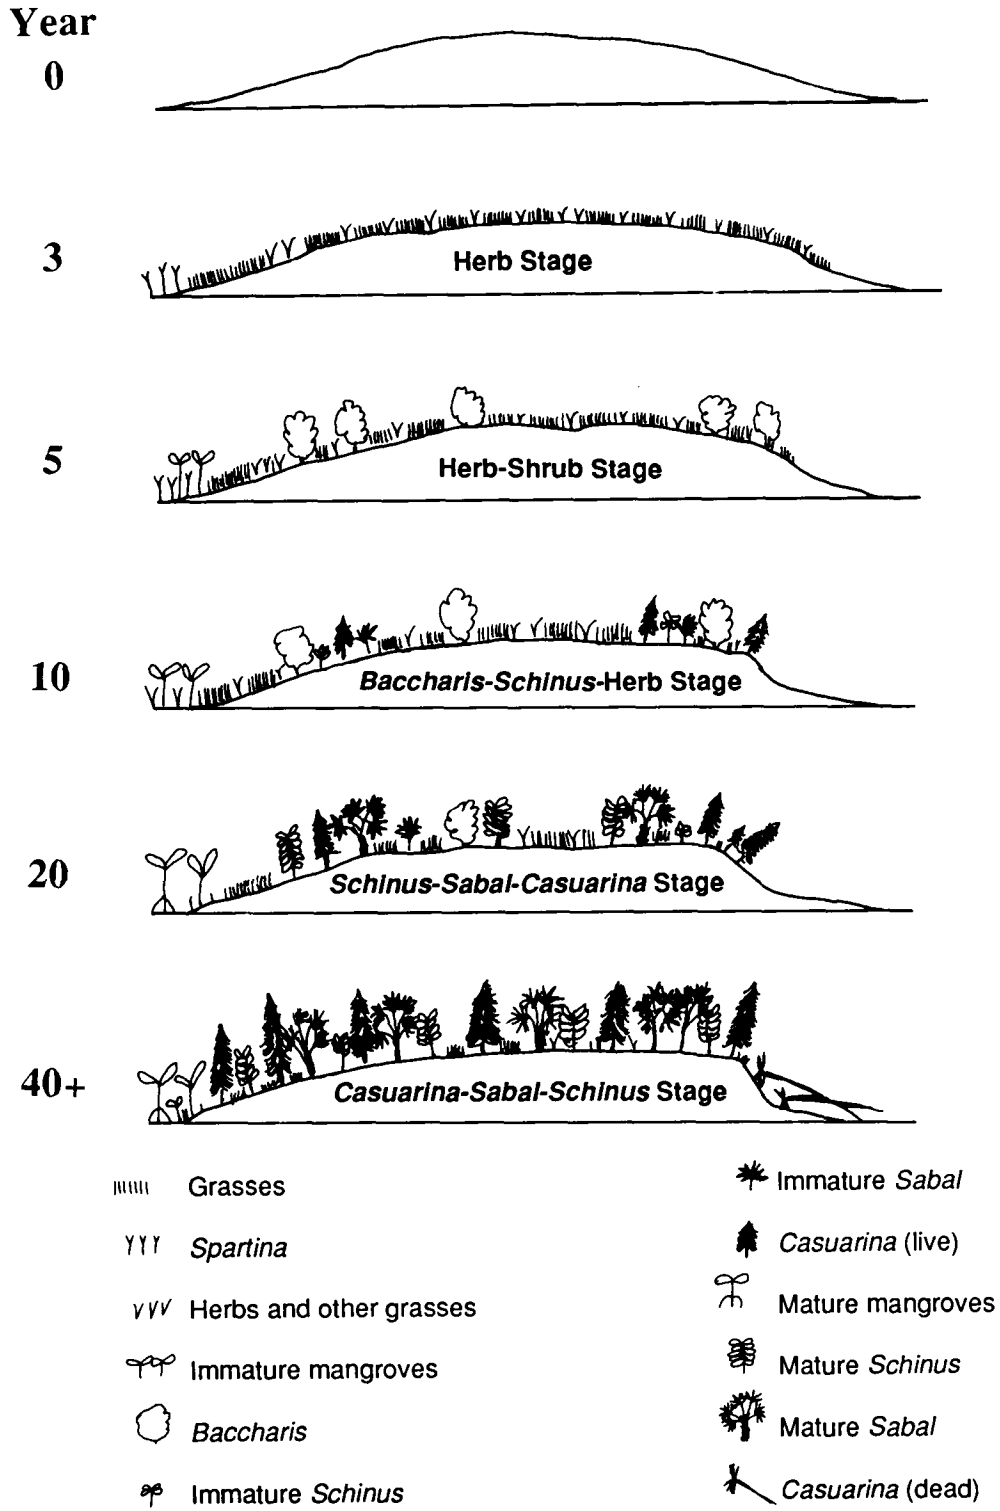 Year
0
3
Herb Stage
5
Herb-Shrub Stage
10
Baccharis-Schinus-Herb Stage
20
Schinus-Sabal-Casuarina Stage
40+
Casuarina-Sabal-Schinus Stage
Grasses
Spartina
Herbs and other grasses
Immature mangroves
Baccharis
Immature Schinus
Immature Sabal
Casuarina (live)
Mature mangroves
Mature Schinus
Mature Sabal
Casuarina (dead)